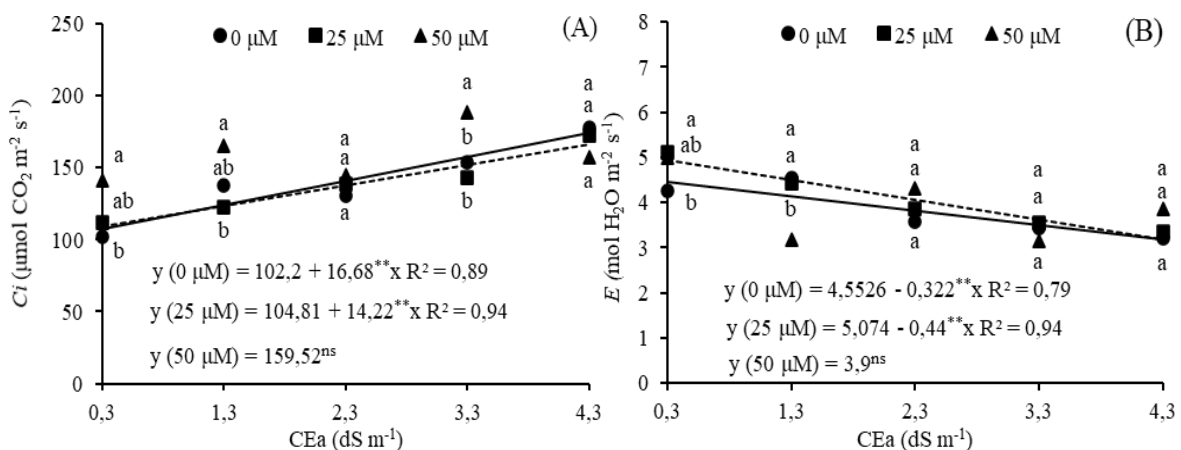 (A)
● 0 µM ■ 25 µM ▲ 50 µM
250
200
150
100
50
0
Ci (µmol CO₂ m⁻² s⁻¹)
a
ab
b
a
ab
b
a
a
a
a
b
b
a
a
a
y (0 µM) = 102,2 + 16,68**x R² = 0,89
y (25 µM) = 104,81 + 14,22**x R² = 0,94
y (50 µM) = 159,52ⁿˢ
0,3 1,3 2,3 3,3 4,3
CEa (dS m⁻¹)
(B)
● 0 µM ■ 25 µM ▲ 50 µM
8
7
6
5
4
3
2
1
0
E (mol H₂O m⁻² s⁻¹)
a
ab
b
a
a
b
a
a
a
a
a
a
a
a
a
y (0 µM) = 4,5526 - 0,322**x R² = 0,79
y (25 µM) = 5,074 - 0,44**x R² = 0,94
y (50 µM) = 3,9ⁿˢ
0,3 1,3 2,3 3,3 4,3
CEa (dS m⁻¹)